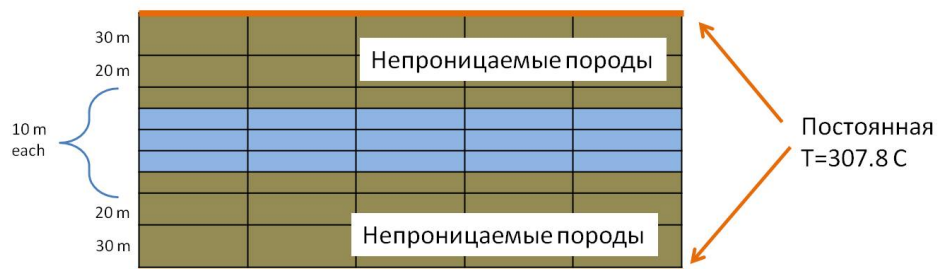 30 m
20 m
Непроницаемые породы
10 m
each
Постоянная
T=307.8 C
20 m
30 m
Непроницаемые породы